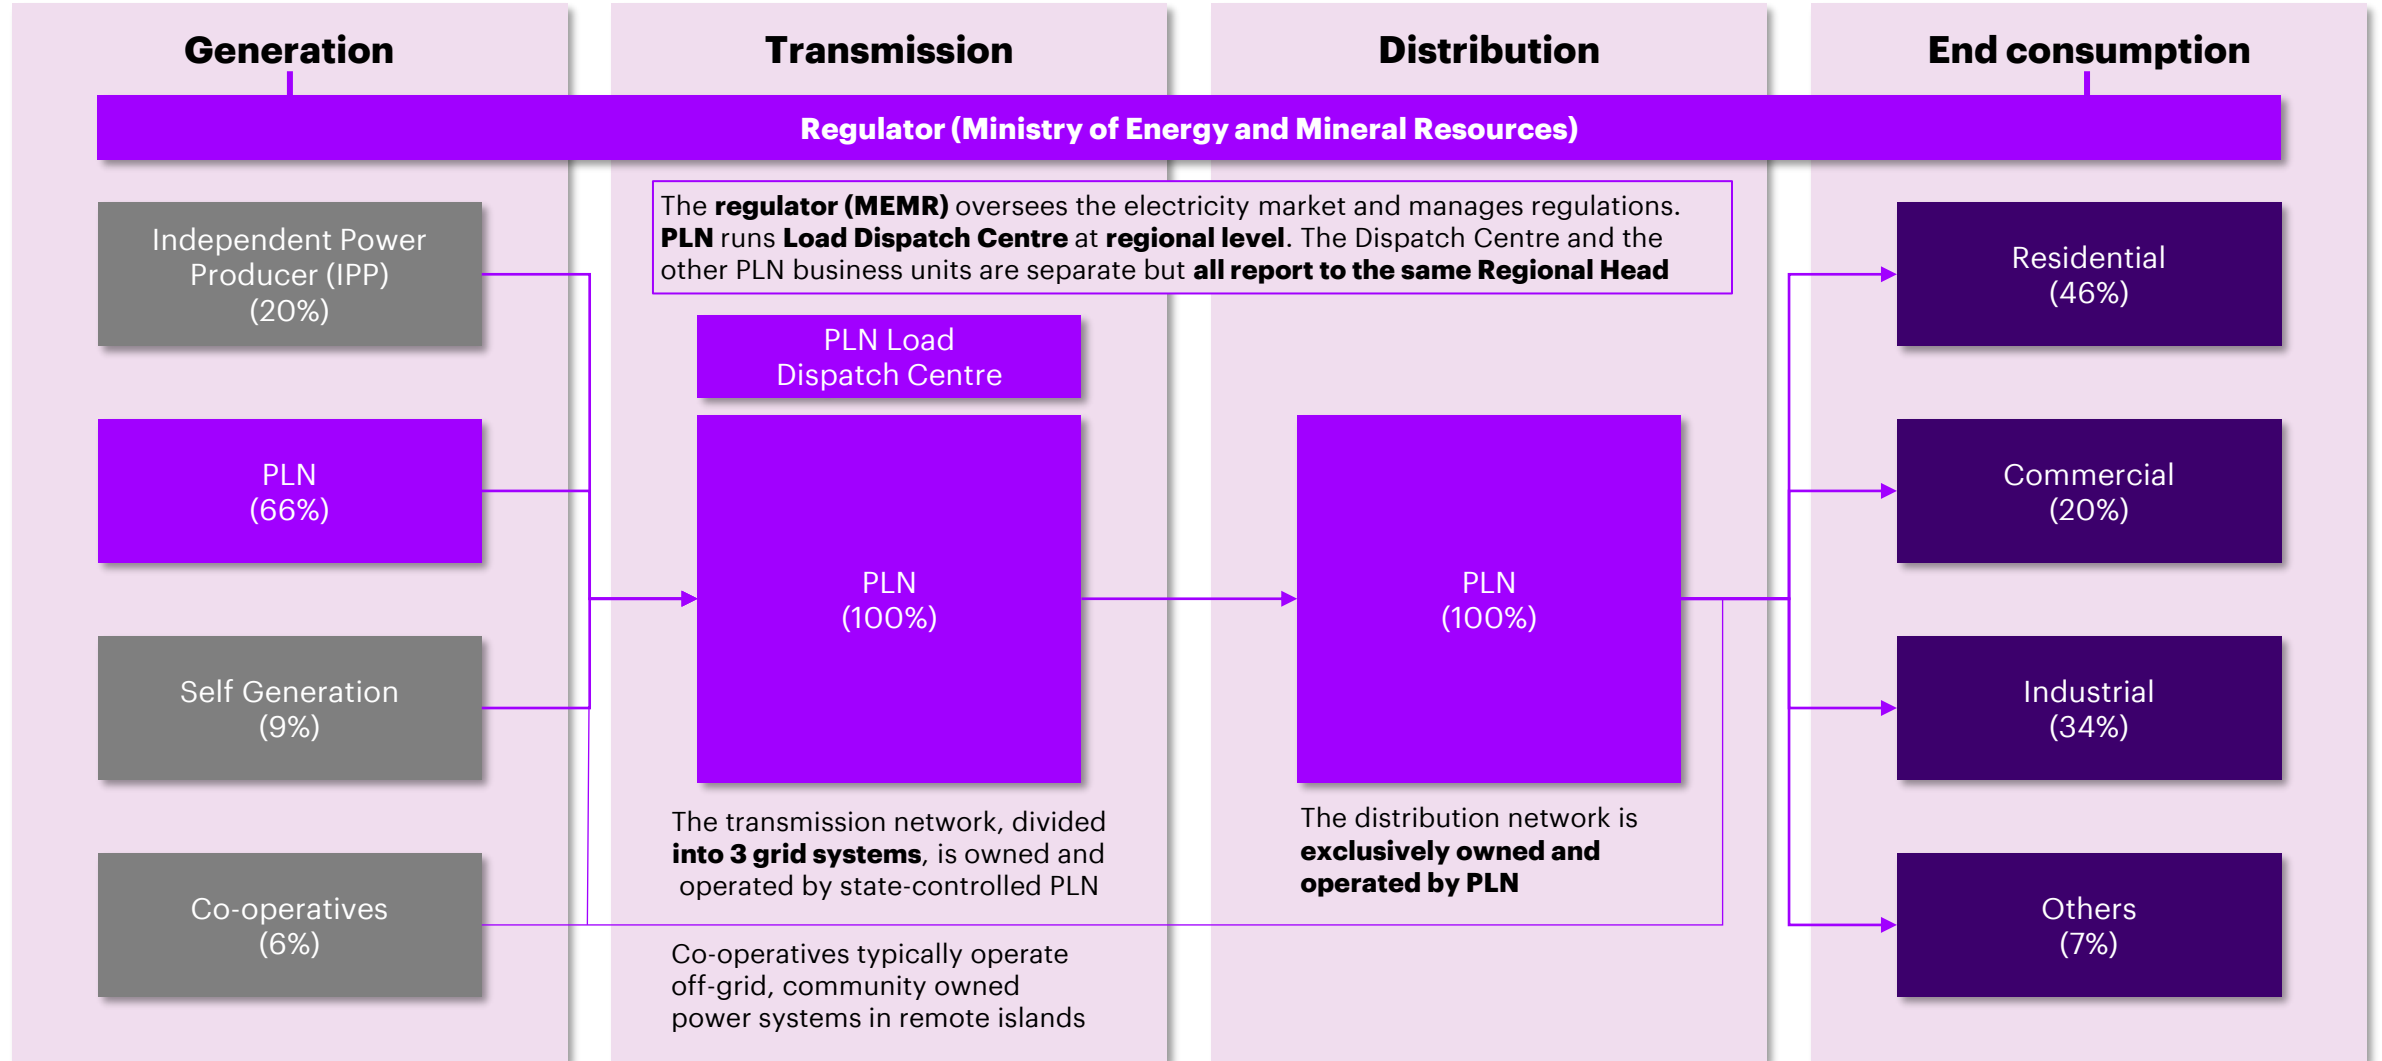 Generation
Transmission
Distribution
End consumption
Regulator (Ministry of Energy and Mineral Resources)
The regulator (MEMR) oversees the electricity market and manages regulations.
PLN runs Load Dispatch Centre at regional level. The Dispatch Centre and the
other PLN business units are separate but all report to the same Regional Head
Independent Power
Producer (IPP)
(20%)
PLN
(66%)
Self Generation
(9%)
Co-operatives
(6%)
PLN Load
Dispatch Centre
PLN
(100%)
The transmission network, divided
into 3 grid systems, is owned and
operated by state-controlled PLN
Co-operatives typically operate
off-grid, community owned
power systems in remote islands
PLN
(100%)
The distribution network is
exclusively owned and
operated by PLN
Residential
(46%)
Commercial
(20%)
Industrial
(34%)
Others
(7%)